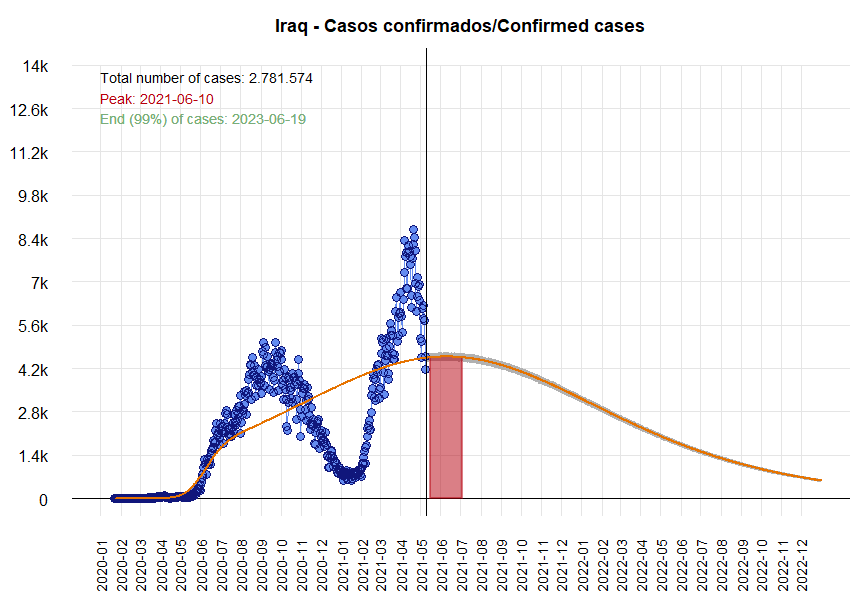 Iraq - Casos confirmados/Confirmed cases
14k
Total number of cases: 2.781.574
Peak: 2021-06-10
12.6k
End (99%) of cases: 2023-06-19
11.2k
9.8k
8.4k
7k
5.6k
4.2k
2.8k
1.4k
0
2020-01
2020-02
2020-03
2020-04
2020-05
2020-06
2020-07
2020-08
2020-09
2020-10
2020-11
2020-12
2021-01
2021-02
2021-03
2021-04
2021-05
2021-06
2021-07
2021-08
2021-09
2021-10
2021-11
2021-12
2022-01
2022-02
2022-03
2022-04
2022-05
2022-06
2022-07
2022-08
2022-09
2022-10
2022-11
2022-12